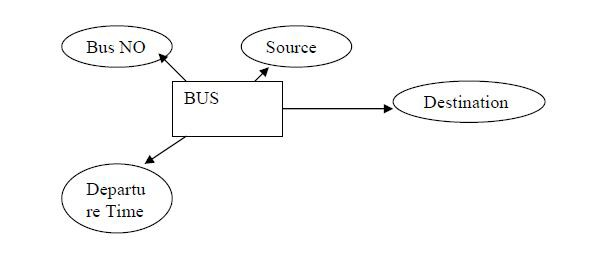 Bus NO
Source
BUS
Destination
Departu
re Time